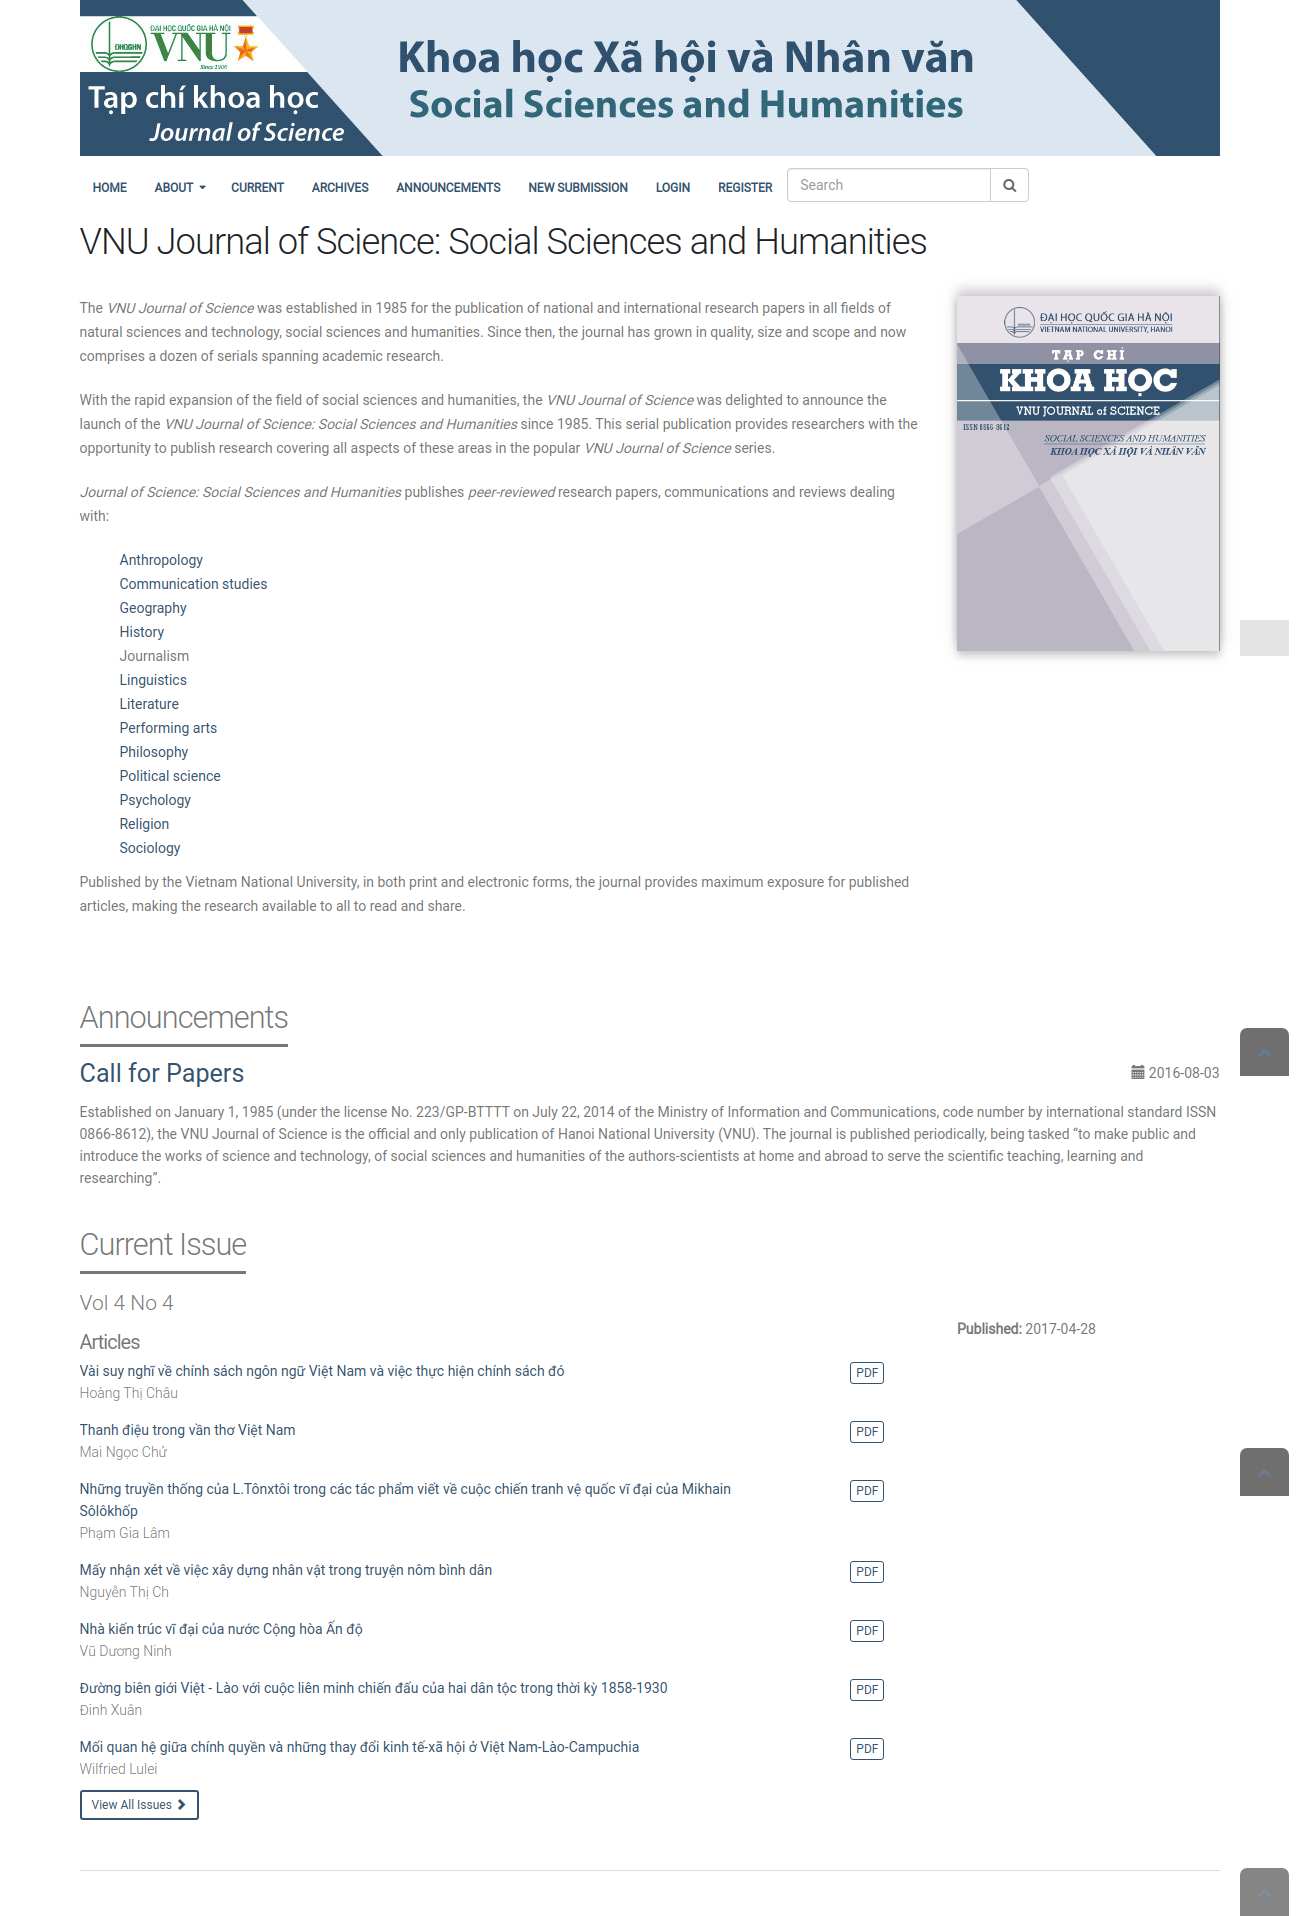 ĐẠI HỌC QUỐC GIA HÀ NỘI
ĐHQGHN
VNU
Since 1906
Tạp chí khoa học
Journal of Science
Khoa học Xã hội và Nhân văn
Social Sciences and Humanities
HOME ABOUT CURRENT ARCHIVES ANNOUNCEMENTS NEW SUBMISSION LOGIN REGISTER Search
VNU Journal of Science: Social Sciences and Humanities
The VNU Journal of Science was established in 1985 for the publication of national and international research papers in all fields of
natural sciences and technology, social sciences and humanities. Since then, the journal has grown in quality, size and scope and now
comprises a dozen of serials spanning academic research.
With the rapid expansion of the field of social sciences and humanities, the VNU Journal of Science was delighted to announce the
launch of the VNU Journal of Science: Social Sciences and Humanities since 1985. This serial publication provides researchers with the
opportunity to publish research covering all aspects of these areas in the popular VNU Journal of Science series.
Journal of Science: Social Sciences and Humanities publishes peer-reviewed research papers, communications and reviews dealing
with:
Anthropology
Communication studies
Geography
History
Journalism
Linguistics
Literature
Performing arts
Philosophy
Political science
Psychology
Religion
Sociology
Published by the Vietnam National University, in both print and electronic forms, the journal provides maximum exposure for published
articles, making the research available to all to read and share.
ĐẠI HỌC QUỐC GIA HÀ NỘI
VIETNAM NATIONAL UNIVERSITY, HANOI
TẠP CHÍ
KHOA HỌC
VNU JOURNAL of SCIENCE
ISSN 0866-8612
SOCIAL SCIENCES AND HUMANITIES
KHOA HỌC XÃ HỘI VÀ NHÂN VĂN
Announcements
Call for Papers
2016-08-03
Established on January 1, 1985 (under the license No. 223/GP-BTTTT on July 22, 2014 of the Ministry of Information and Communications, code number by international standard ISSN
0866-8612), the VNU Journal of Science is the official and only publication of Hanoi National University (VNU). The journal is published periodically, being tasked “to make public and
introduce the works of science and technology, of social sciences and humanities of the authors-scientists at home and abroad to serve the scientific teaching, learning and
researching”.
Current Issue
Vol 4 No 4
Published: 2017-04-28
Articles
Vài suy nghĩ về chính sách ngôn ngữ Việt Nam và việc thực hiện chính sách đó PDF
Hoàng Thị Châu
Thanh điệu trong vần thơ Việt Nam PDF
Mai Ngọc Chử
Những truyền thống của L.Tônxtôi trong các tác phẩm viết về cuộc chiến tranh vệ quốc vĩ đại của Mikhain PDF
Sôlôkhốp
Phạm Gia Lâm
Mấy nhận xét về việc xây dựng nhân vật trong truyện nôm bình dân PDF
Nguyễn Thị Ch
Nhà kiến trúc vĩ đại của nước Cộng hòa Ấn độ PDF
Vũ Dương Ninh
Đường biên giới Việt - Lào với cuộc liên minh chiến đấu của hai dân tộc trong thời kỳ 1858-1930 PDF
Đinh Xuân
Mối quan hệ giữa chính quyền và những thay đổi kinh tế-xã hội ở Việt Nam-Lào-Campuchia PDF
Wilfried Lulei
View All Issues